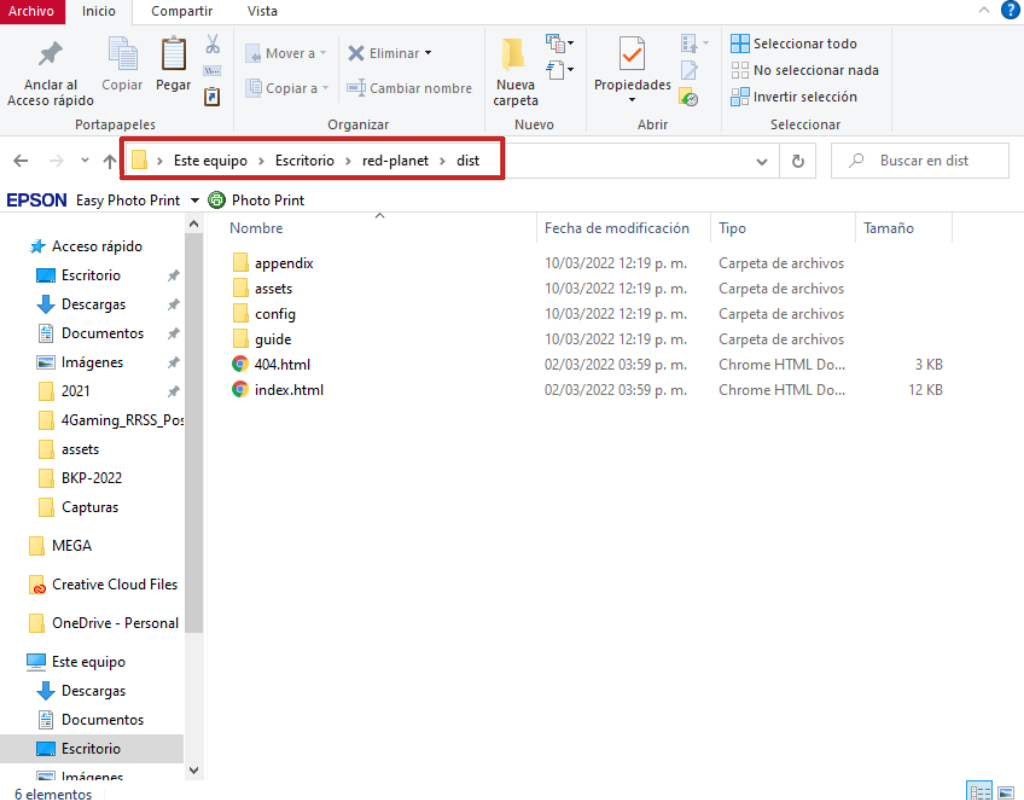 Archivo Inicio Compartir Vista
Anclar al Acceso rápido
Copiar
Pegar
Mover a
Copiar a
Eliminar
Cambiar nombre
Nueva carpeta
Propiedades
Seleccionar todo
No seleccionar nada
Invertir selección
Portapapeles Organizar Nuevo Abrir Seleccionar
Este equipo > Escritorio > red-planet > dist
Buscar en dist
EPSON Easy Photo Print Photo Print
Nombre Fecha de modificación Tipo Tamaño
appendix 10/03/2022 12:19 p. m. Carpeta de archivos
assets 10/03/2022 12:19 p. m. Carpeta de archivos
config 10/03/2022 12:19 p. m. Carpeta de archivos
guide 10/03/2022 12:19 p. m. Carpeta de archivos
404.html 02/03/2022 03:59 p. m. Chrome HTML Do... 3 KB
index.html 02/03/2022 03:59 p. m. Chrome HTML Do... 12 KB
Acceso rápido
Escritorio
Descargas
Documentos
Imágenes
2021
4Gaming_RRSS_Pos
assets
BKP-2022
Capturas
MEGA
Creative Cloud Files
OneDrive - Personal
Este equipo
Descargas
Documentos
Escritorio
Imágenes
6 elementos